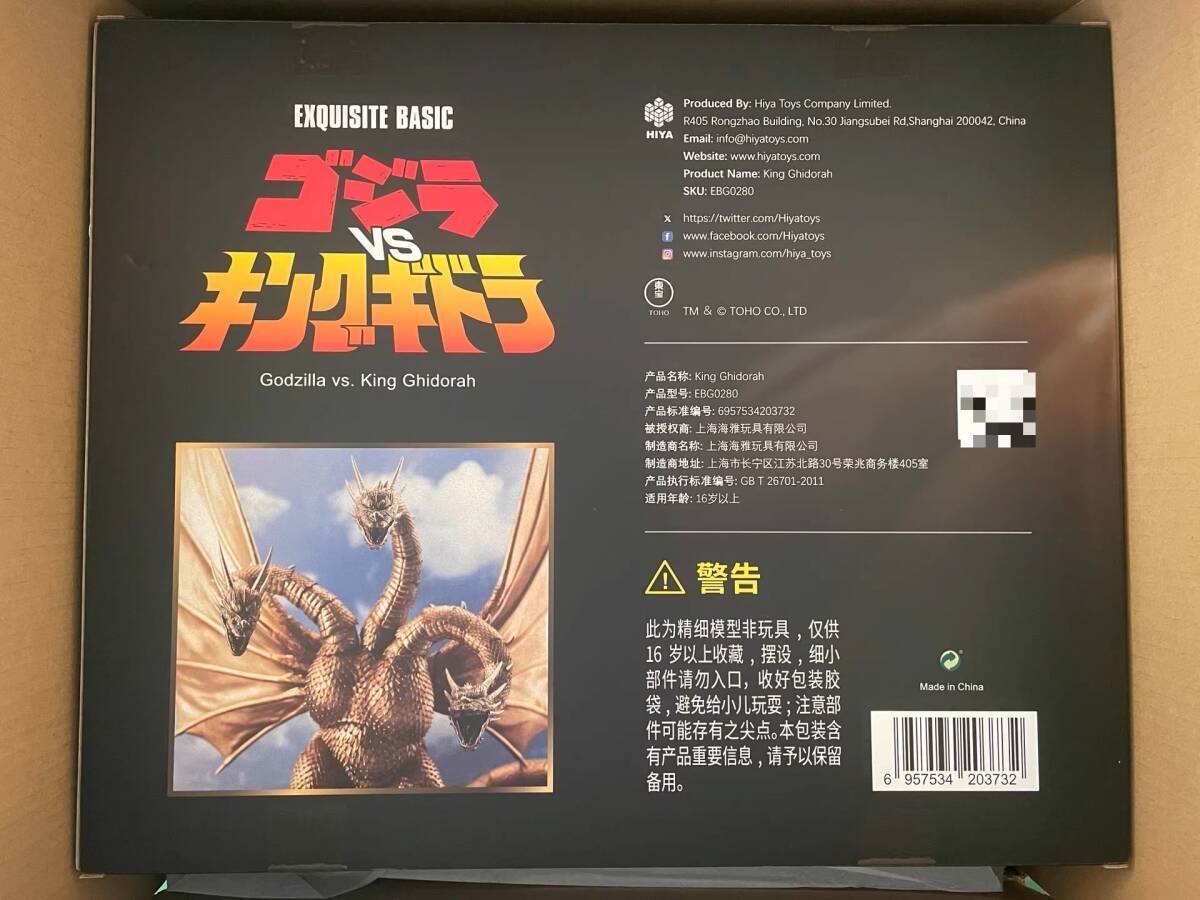 EXQUISITE BASIC
ゴジラ
VS
キングギドラ
Godzilla vs. King Ghidorah
HIYA
Produced By: Hiya Toys Company Limited.
R405 Rongzhao Building, No.30 Jiangsubei Rd,Shanghai 200042, China
Email: info@hiyatoys.com
Website: www.hiyatoys.com
Product Name: King Ghidorah
SKU: EBG0280
X https://twitter.com/Hiyatoys
f www.facebook.com/Hiyatoys
www.instagram.com/hiya_toys
東宝
TOHO TM & © TOHO CO., LTD
产品名称: King Ghidorah
产品型号: EBG0280
产品标准编号: 6957534203732
被授权商: 上海海雅玩具有限公司
制造商名称: 上海海雅玩具有限公司
制造商地址: 上海市长宁区江苏北路30号荣兆商务楼405室
产品执行标准编号: GB T 26701-2011
适用年龄: 16岁以上
警告
此为精细模型非玩具，仅供
16 岁以上收藏，摆设，细小
部件请勿入口，收好包装胶
袋，避免给小儿玩耍；注意部
件可能存有之尖点。本包装含
有产品重要信息，请予以保留
备用。
Made in China
6 957534 203732